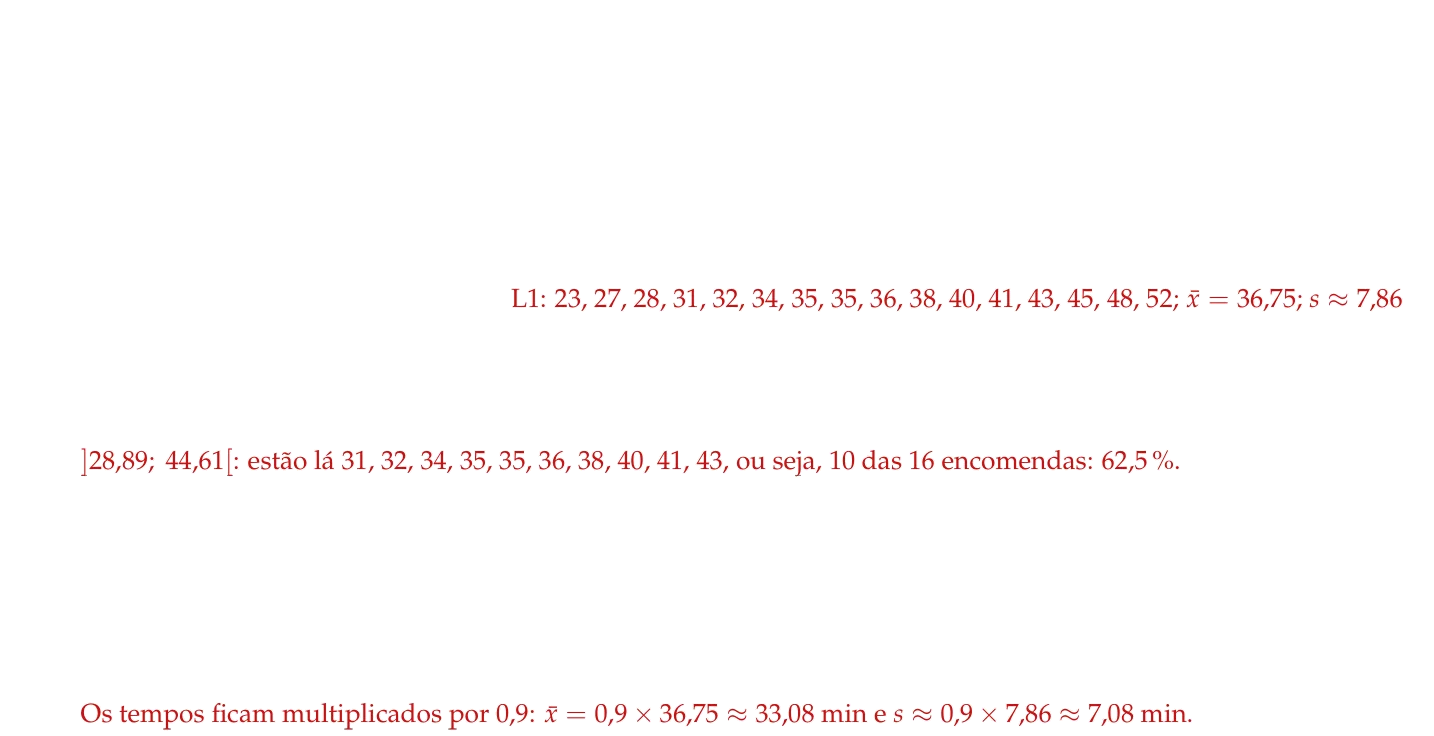 L1: 23, 27, 28, 31, 32, 34, 35, 35, 36, 38, 40, 41, 43, 45, 48, 52; x̄ = 36,75; s ≈ 7,86
]28,89; 44,61[: estão lá 31, 32, 34, 35, 35, 36, 38, 40, 41, 43, ou seja, 10 das 16 encomendas: 62,5 %.
Os tempos ficam multiplicados por 0,9: x̄ = 0,9 × 36,75 ≈ 33,08 min e s ≈ 0,9 × 7,86 ≈ 7,08 min.